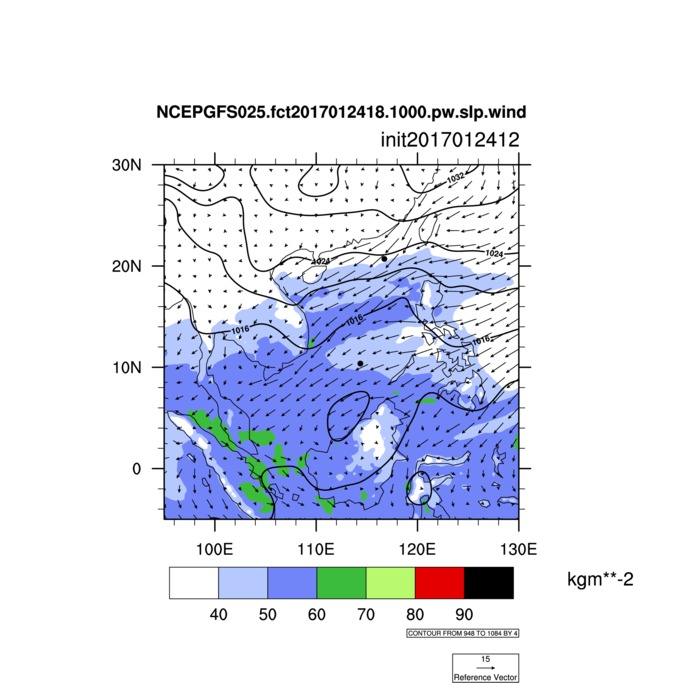 NCEPGFS025.fct2017012418.1000.pw.slp.wind
init2017012412
30N
1032
1024
20N
1024
1016
1016
1016
10N
0
100E 110E 120E 130E
kgm**-2
40 50 60 70 80 90
CONTOUR FROM 948 TO 1084 BY 4
15
Reference Vector